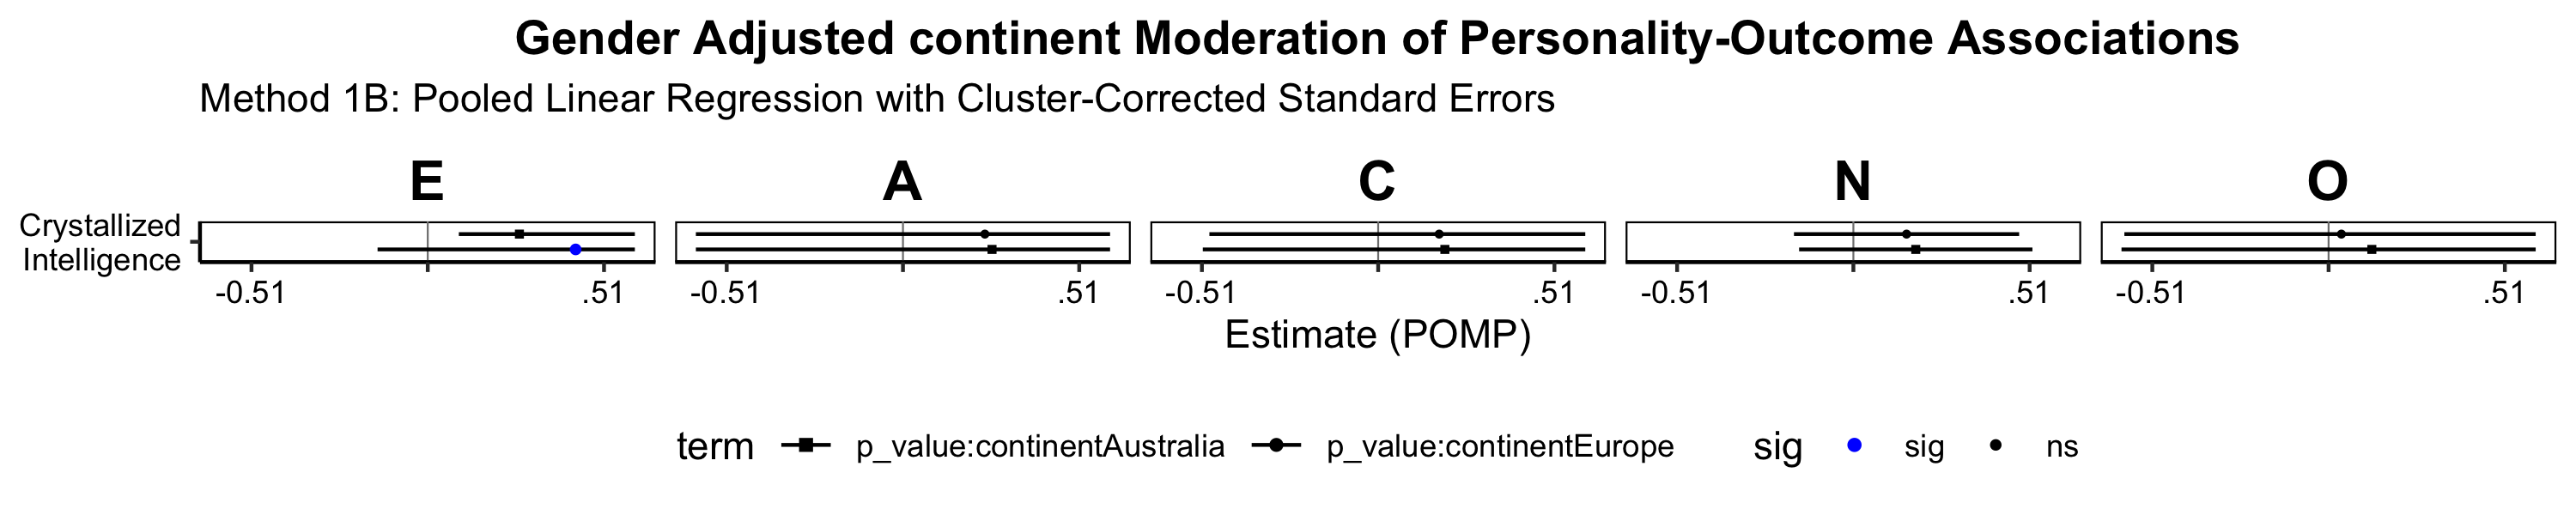 Gender Adjusted continent Moderation of Personality-Outcome Associations
Method 1B: Pooled Linear Regression with Cluster-Corrected Standard Errors
E A C N O
Crystallized
Intelligence
-0.51 .51 -0.51 .51 -0.51 .51 -0.51 .51 -0.51 .51
Estimate (POMP)
term p_value:continentAustralia p_value:continentEurope sig sig ns